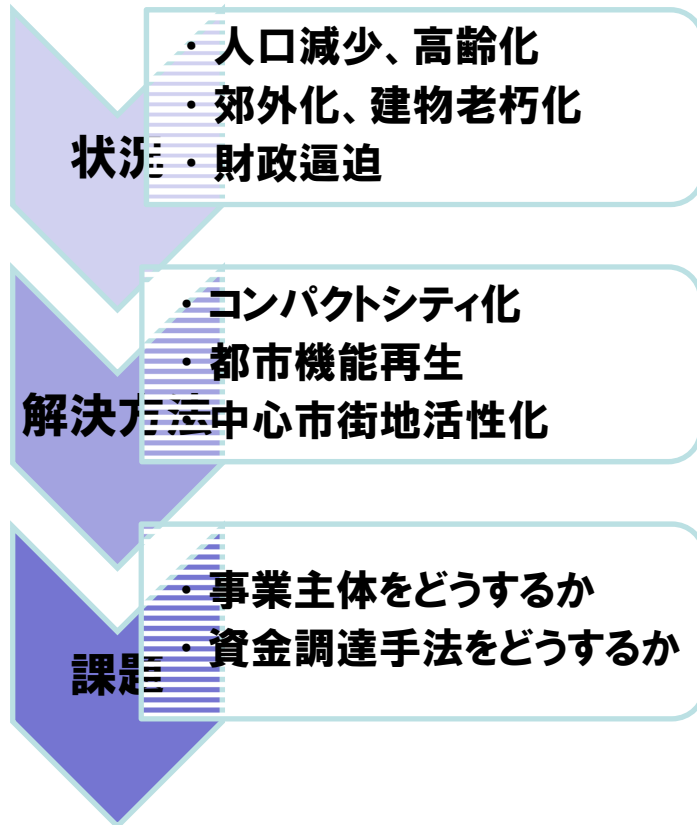 状況
・人口減少、高齢化
・郊外化、建物老朽化
・財政逼迫
解決方法
・コンパクトシティ化
・都市機能再生
中心市街地活性化
課題
・事業主体をどうするか
・資金調達手法をどうするか